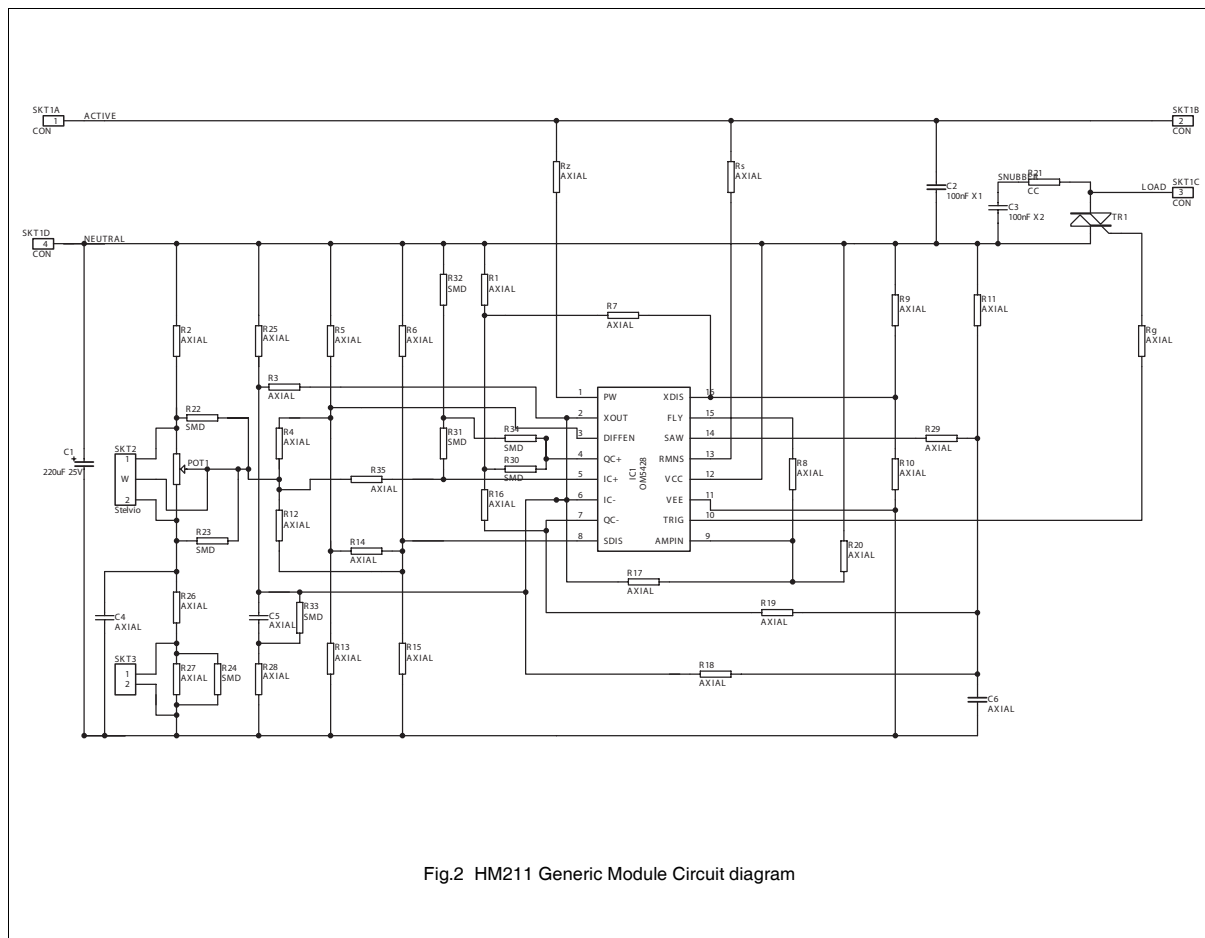 SKT1A
1
CON
ACTIVE
SKT1B
2
CON
Rz
AXIAL
Rs
AXIAL
C2
100nF X1
SNUBBER
R21
CC
C3
100nF X2
LOAD
SKT1C
3
CON
TR1
SKT1D
4
CON
NEUTRAL
R32
SMD
R1
AXIAL
R7
AXIAL
R9
AXIAL
R11
AXIAL
R2
AXIAL
R25
AXIAL
R5
AXIAL
R6
AXIAL
Rg
AXIAL
R3
AXIAL
R22
SMD
R4
AXIAL
R31
SMD
R34
SMD
R30
SMD
1 PW
2 XOUT
3 DIFFEN
4 QC+
5 IC+
6 IC-
7 QC-
8 SDIS
IC1
OM5428
XDIS 16
FLY 15
SAW 14
RMNS 13
VCC 12
VEE 11
TRIG 10
AMPIN 9
R29
AXIAL
R8
AXIAL
R10
AXIAL
C1
+
220uF 25V
SKT2
1
W
2
Stelvio
POT1
R35
AXIAL
R16
AXIAL
R12
AXIAL
R23
SMD
R14
AXIAL
R20
AXIAL
R17
AXIAL
R26
AXIAL
C4
AXIAL
C5
AXIAL
R33
SMD
R19
AXIAL
R13
AXIAL
R15
AXIAL
SKT3
1
2
R27
AXIAL
R24
SMD
R28
AXIAL
R18
AXIAL
C6
AXIAL
Fig.2 HM211 Generic Module Circuit diagram